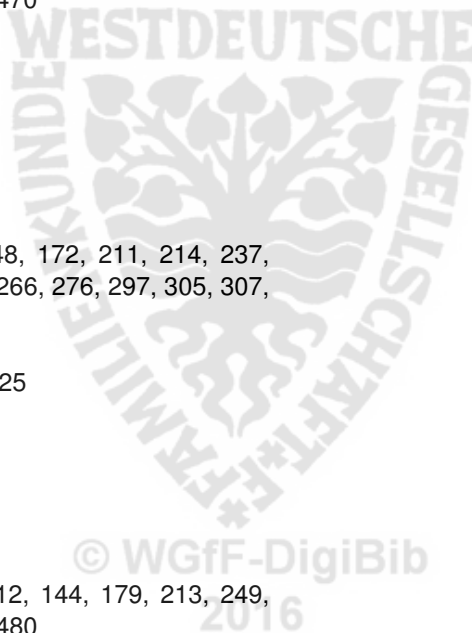 470
WESTDEUTSCHE
GESELLSCHAFT F.
FAMILIENKUNDE
48, 172, 211, 214, 237,
266, 276, 297, 305, 307,
25
© WGfF-DigiBib
12, 144, 179, 213, 249,
2016
480